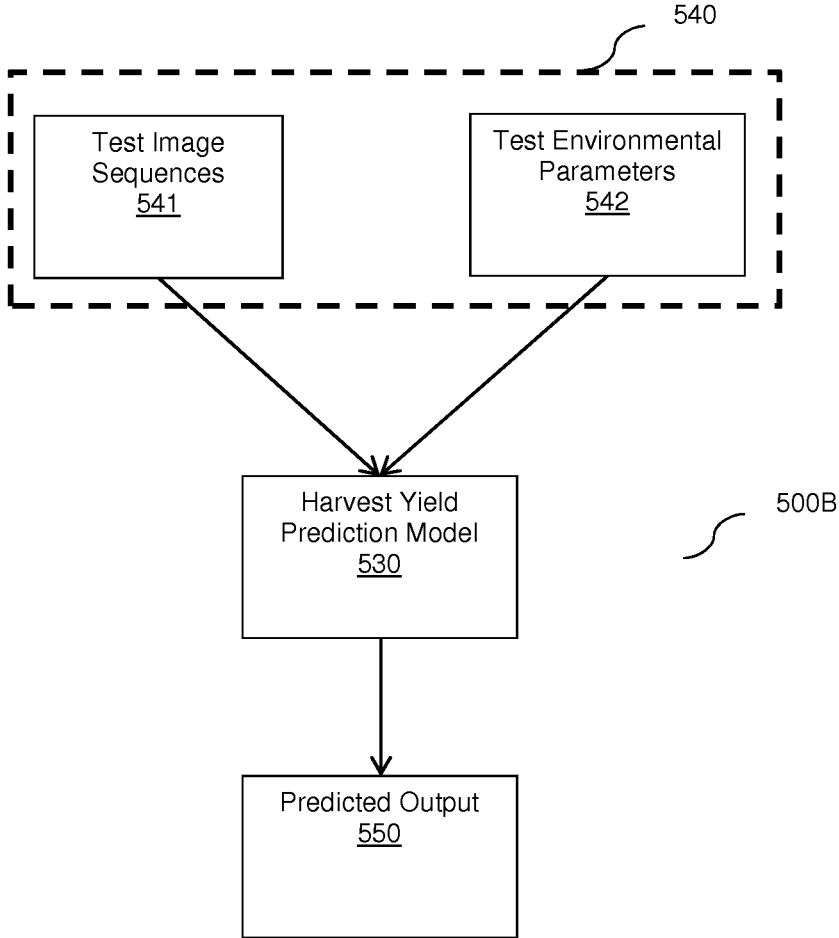 540
Test Image
Sequences
541
Test Environmental
Parameters
542
Harvest Yield
Prediction Model
530
500B
Predicted Output
550